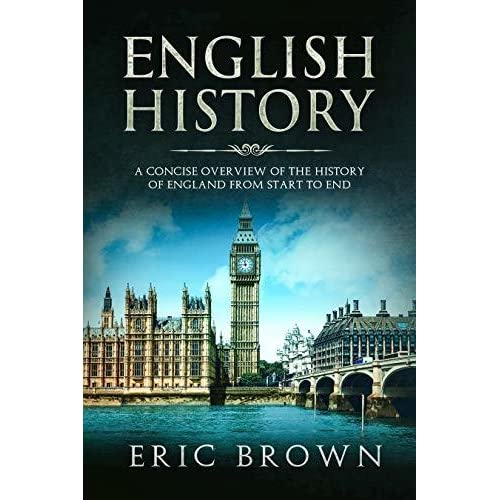 ENGLISH
HISTORY
A CONCISE OVERVIEW OF THE HISTORY
OF ENGLAND FROM START TO END
ERIC BROWN